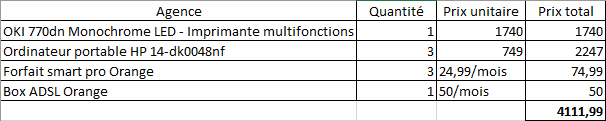 Agence Quantité Prix unitaire Prix total
OKI 770dn Monochrome LED - Imprimante multifonctions 1 1740 1740
Ordinateur portable HP 14-dk0048nf 3 749 2247
Forfait smart pro Orange 3 24,99/mois 74,99
Box ADSL Orange 1 50/mois 50
4111,99